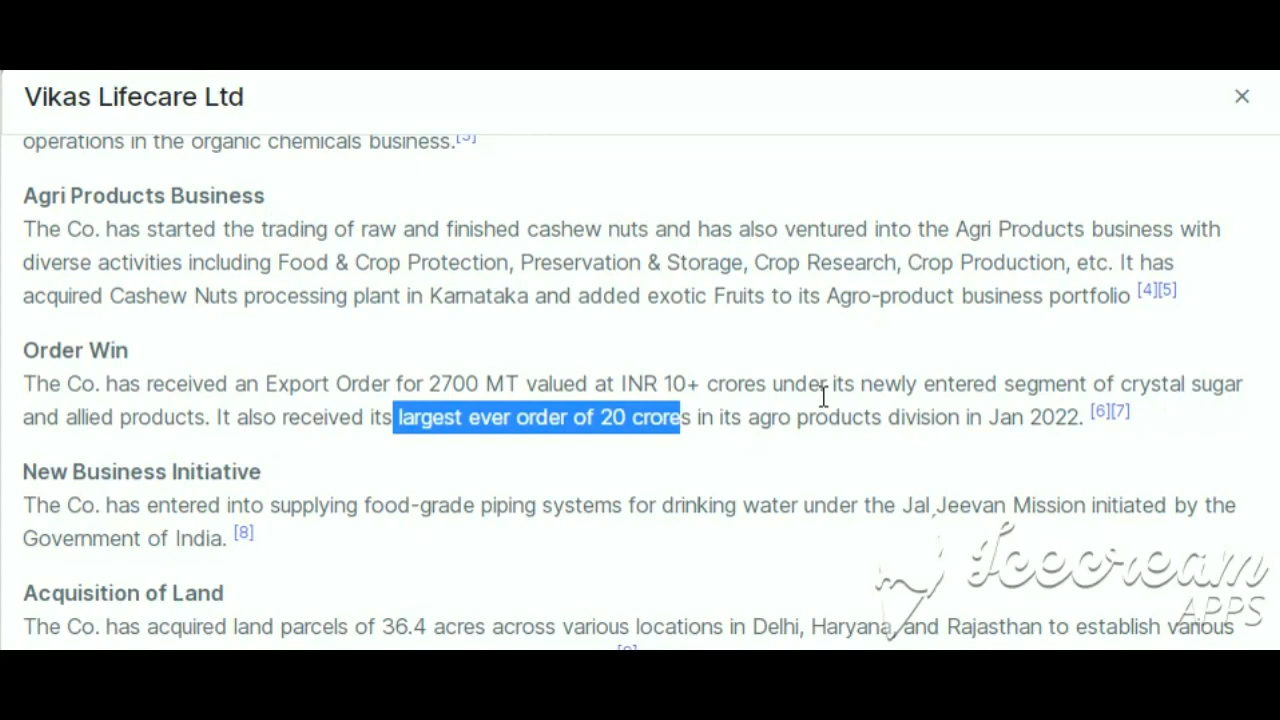 Vikas Lifecare Ltd
operations in the organic chemicals business.[3]
Agri Products Business
The Co. has started the trading of raw and finished cashew nuts and has also ventured into the Agri Products business with
diverse activities including Food & Crop Protection, Preservation & Storage, Crop Research, Crop Production, etc. It has
acquired Cashew Nuts processing plant in Karnataka and added exotic Fruits to its Agro-product business portfolio [4][5]
Order Win
The Co. has received an Export Order for 2700 MT valued at INR 10+ crores under its newly entered segment of crystal sugar
and allied products. It also received its largest ever order of 20 crores in its agro products division in Jan 2022. [6][7]
New Business Initiative
The Co. has entered into supplying food-grade piping systems for drinking water under the Jal Jeevan Mission initiated by the
Government of India. [8]
Acquisition of Land
The Co. has acquired land parcels of 36.4 acres across various locations in Delhi, Haryana, and Rajasthan to establish various
Icecream
APPS